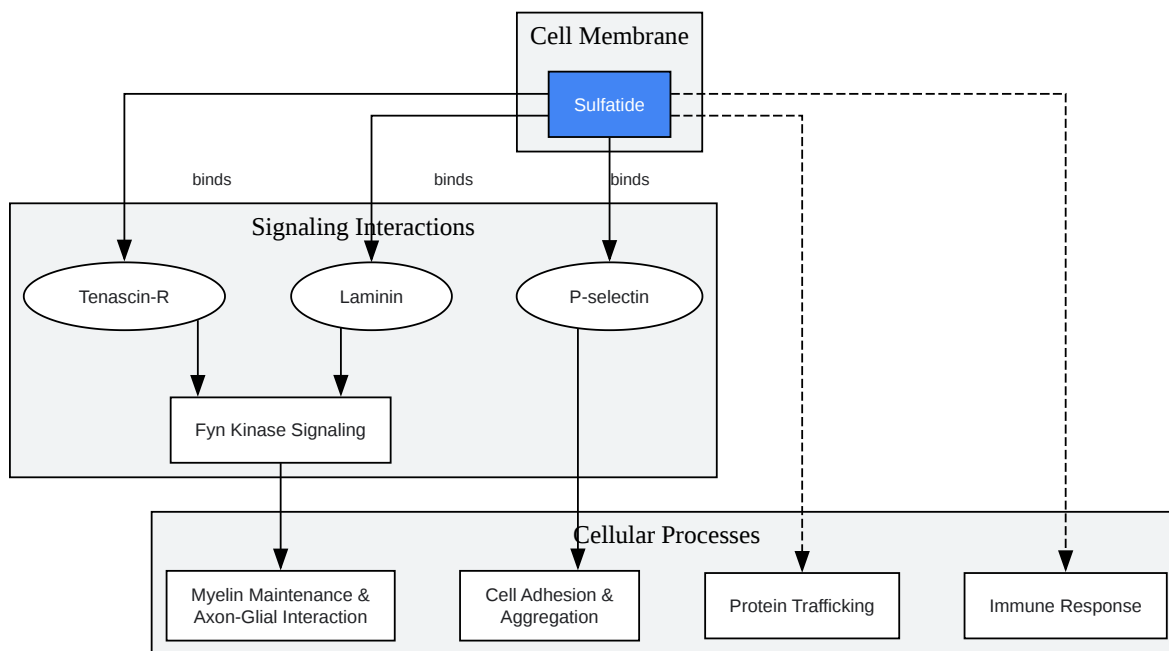 Cell Membrane
Sulfatide
binds
binds
binds
Signaling Interactions
Tenascin-R
Laminin
P-selectin
Fyn Kinase Signaling
Cellular Processes
Myelin Maintenance &
Axon-Glial Interaction
Cell Adhesion &
Aggregation
Protein Trafficking
Immune Response